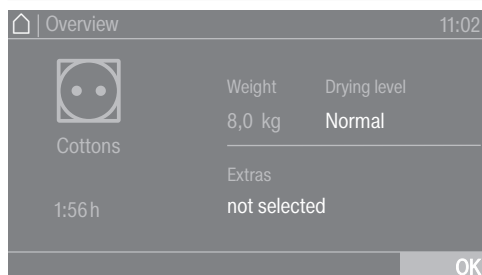 Overview
11:02
Weight Drying level
8,0 kg Normal
Cottons
Extras
1:56 h
not selected
OK